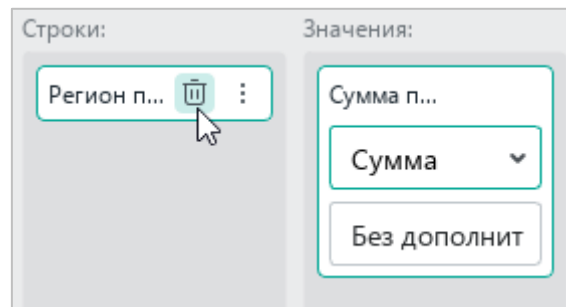 Строки:
Значения:
Регион п...
Сумма п...
Сумма
Без дополнит